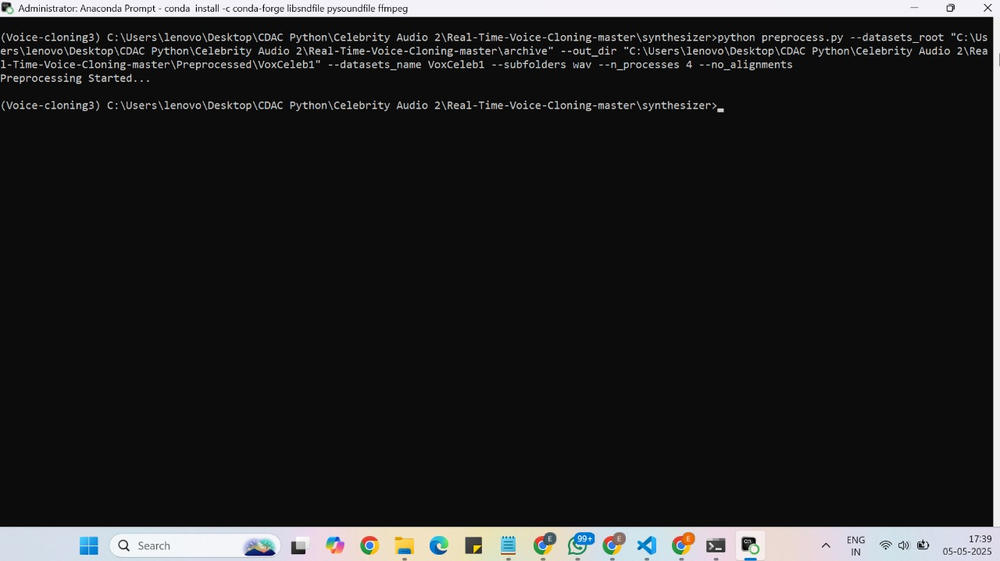 Administrator: Anaconda Prompt - conda  install -c conda-forge libsndfile pysoundfile ffmpeg
(Voice-cloning3) C:\Users\lenovo\Desktop\CDAC Python\Celebrity Audio 2\Real-Time-Voice-Cloning-master\synthesizer>python preprocess.py --datasets_root "C:\Us
ers\lenovo\Desktop\CDAC Python\Celebrity Audio 2\Real-Time-Voice-Cloning-master\archive" --out_dir "C:\Users\lenovo\Desktop\CDAC Python\Celebrity Audio 2\Rea
l-Time-Voice-Cloning-master\Preprocessed\VoxCeleb1" --datasets_name VoxCeleb1 --subfolders wav --n_processes 4 --no_alignments
Preprocessing Started...
(Voice-cloning3) C:\Users\lenovo\Desktop\CDAC Python\Celebrity Audio 2\Real-Time-Voice-Cloning-master\synthesizer>
Search
E
99+
E
E
ENG
IN
17:39
05-05-2025